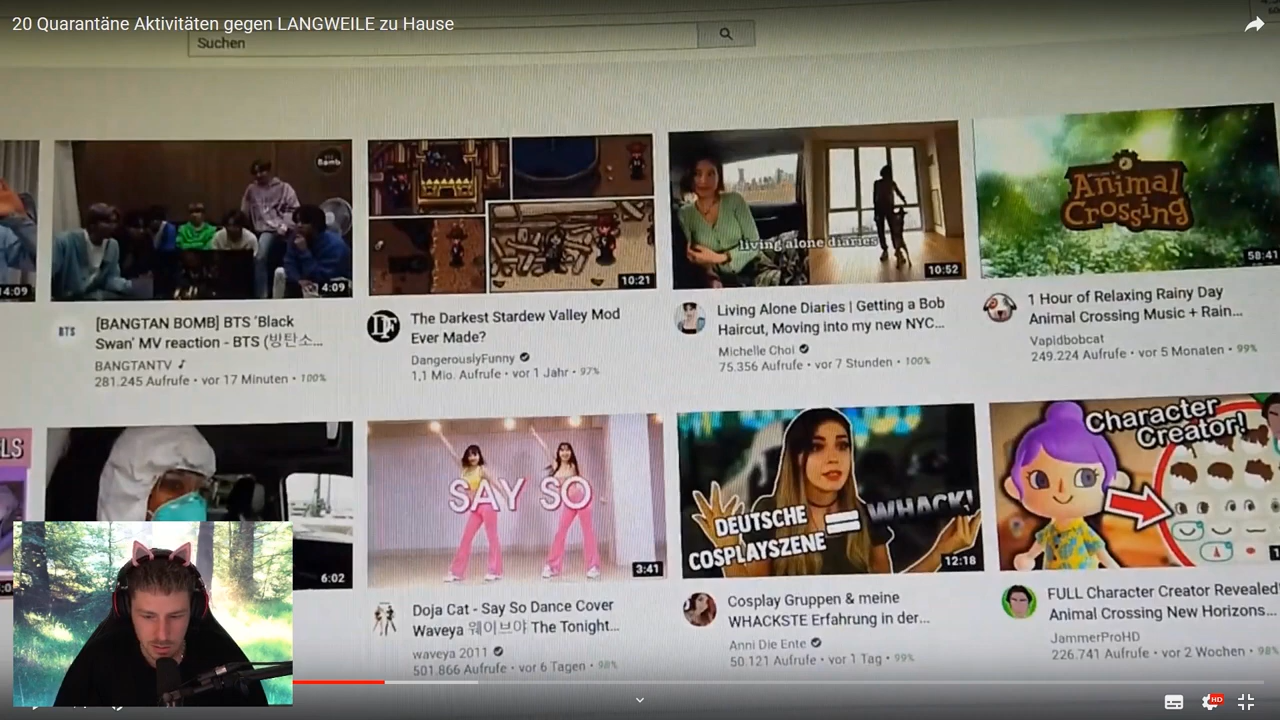 20 Quarantäne Aktivitäten gegen LANGWEILE zu Hause
Suchen
Bomb
living alone diaries
Animal
Crossing
14:09
4:09
10:21
10:52
58:41
BTS
[BANGTAN BOMB] BTS 'Black
Swan' MV reaction - BTS (방탄소...
BANGTANTV
281.245 Aufrufe • vor 17 Minuten • 100%
DF
The Darkest Stardew Valley Mod
Ever Made?
DangerouslyFunny
1,1 Mio. Aufrufe • vor 1 Jahr • 97%
Living Alone Diaries | Getting a Bob
Haircut, Moving into my new NYC...
Michelle Choi
75.356 Aufrufe • vor 7 Stunden • 100%
1 Hour of Relaxing Rainy Day
Animal Crossing Music + Rain...
Vapidbobcat
249.224 Aufrufe • vor 5 Monaten • 99%
LS
SAY SO
DEUTSCHE
COSPLAYSZENE
=
WHACK!
Character
Creator!
6:02
3:41
12:18
Doja Cat - Say So Dance Cover
Waveya 웨이브야 The Tonight...
waveya 2011
501.866 Aufrufe • vor 6 Tagen • 98%
Cosplay Gruppen & meine
WHACKSTE Erfahrung in der...
Anni Die Ente
50.121 Aufrufe • vor 1 Tag • 99%
FULL Character Creator Revealed
Animal Crossing New Horizons...
JammerProHD
226.741 Aufrufe • vor 2 Wochen • 98%
HD